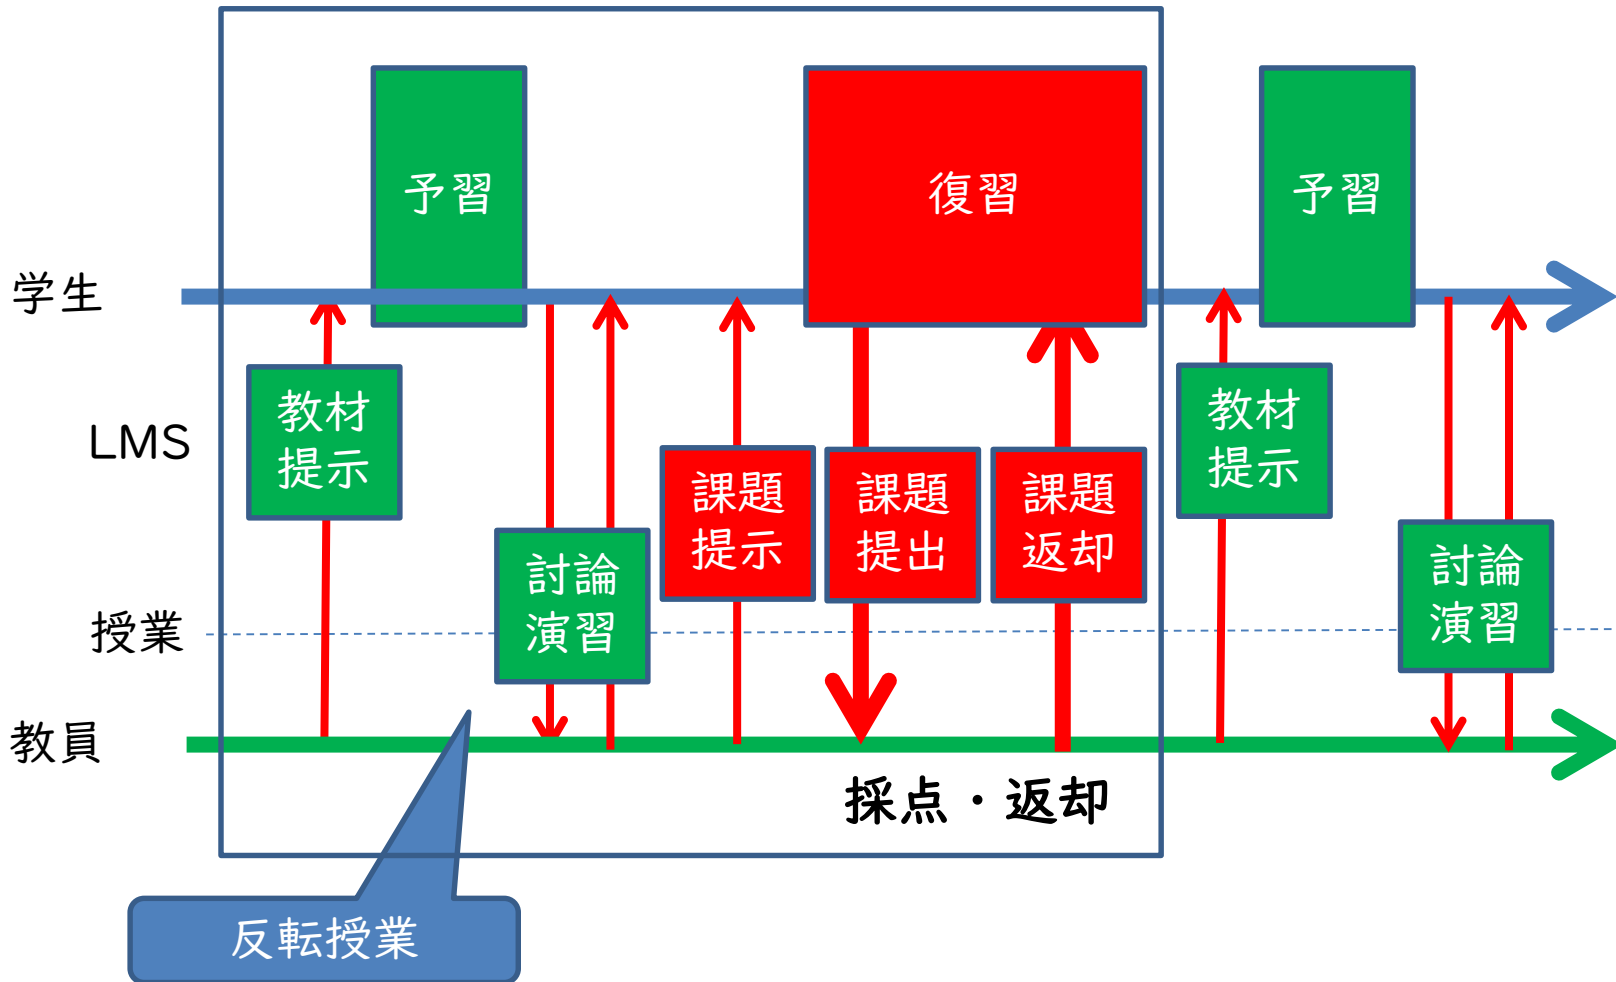 予習
復習
予習
学生
教材
提示
教材
提示
LMS
課題
提示
課題
提出
課題
返却
討論
演習
討論
演習
授業
教員
採点・返却
反転授業